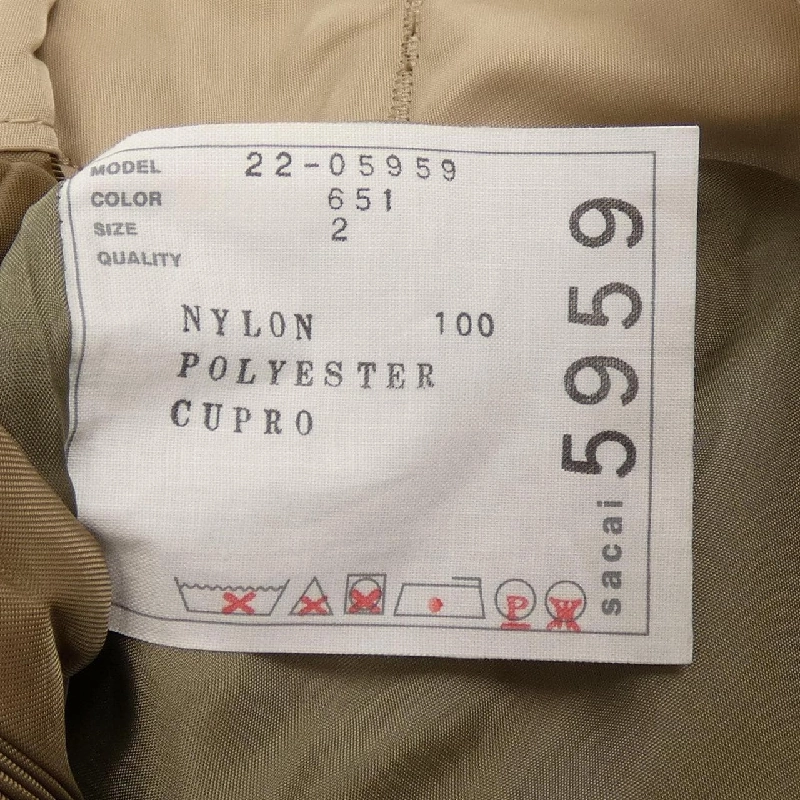 MODEL 22-05959
COLOR 651
SIZE 2
QUALITY
NYLON 100
POLYESTER
CUPRO
P
W
sacai 5959